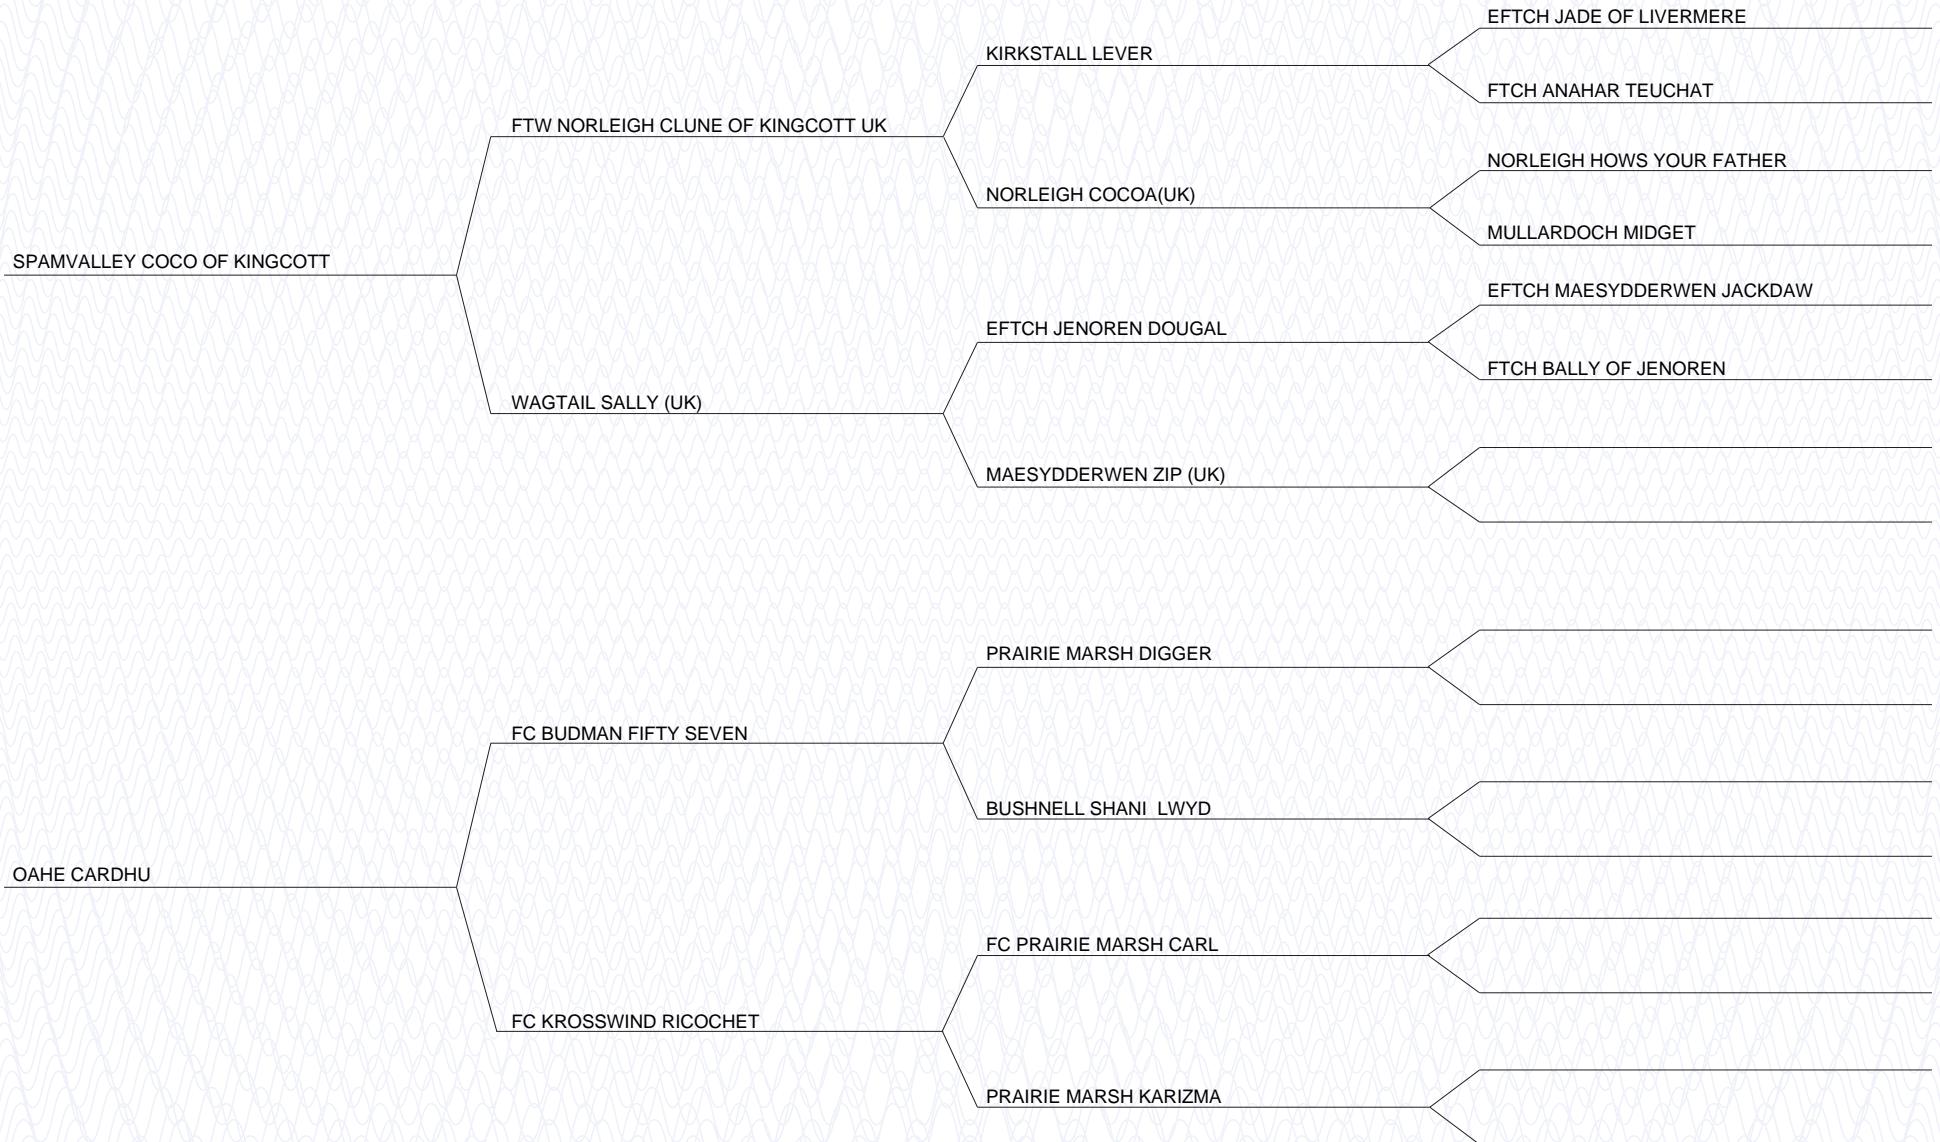 EFTCH JADE OF LIVERMERE
KIRKSTALL LEVER
FTCH ANAHAR TEUCHAT
FTW NORLEIGH CLUNE OF KINGCOTT UK
NORLEIGH HOWS YOUR FATHER
NORLEIGH COCOA(UK)
MULLARDOCH MIDGET
SPAMVALLEY COCO OF KINGCOTT
EFTCH MAESYDDERWEN JACKDAW
EFTCH JENOREN DOUGAL
FTCH BALLY OF JENOREN
WAGTAIL SALLY (UK)
MAESYDDERWEN ZIP (UK)
PRAIRIE MARSH DIGGER
FC BUDMAN FIFTY SEVEN
BUSHNELL SHANI  LWYD
OAHE CARDHU
FC PRAIRIE MARSH CARL
FC KROSSWIND RICOCHET
PRAIRIE MARSH KARIZMA